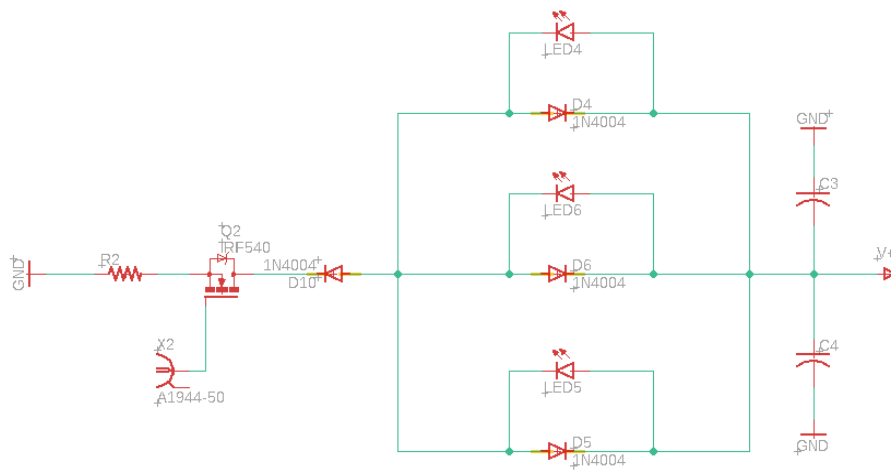 LED4
D4
1N4004
GND
C3
LED6
Q2
RF540
1N4004
D10
D6
1N4004
V+
GND
R2
X2
A1944-50
LED5
C4
D5
1N4004
GND